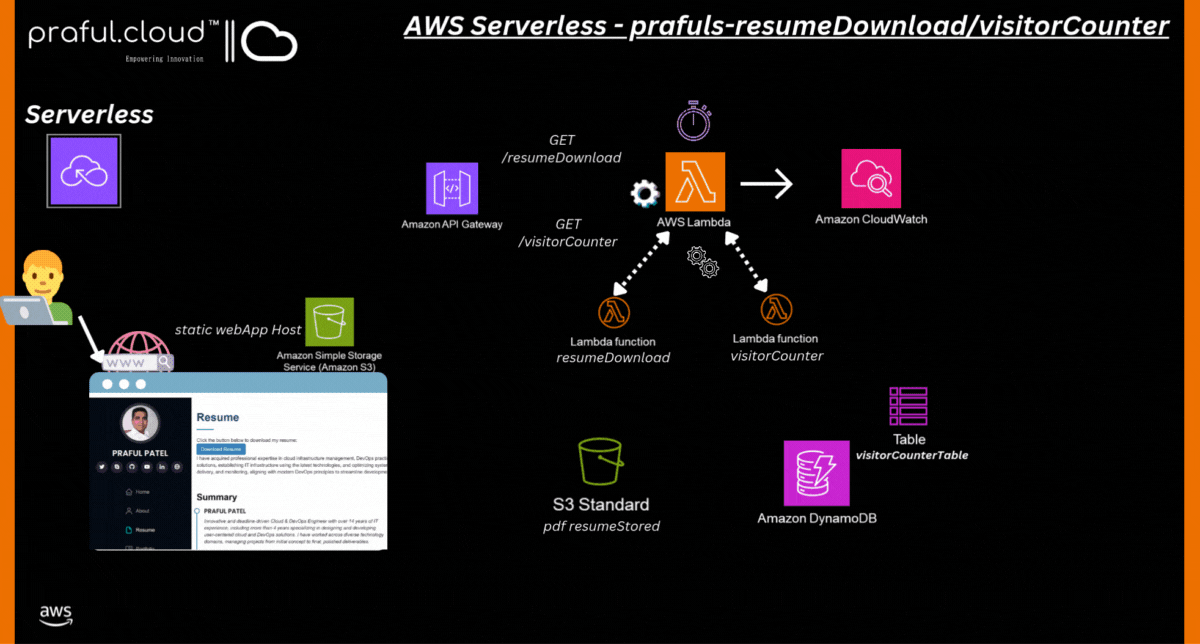 praful.cloud™
Empowering Innovation
AWS Serverless - prafuls-resumeDownload/visitorCounter
Serverless
GET
/resumeDownload
Amazon API Gateway
GET
/visitorCounter
AWS Lambda
Amazon CloudWatch
static webApp Host
Amazon Simple Storage
Service (Amazon S3)
Lambda function
resumeDownload
Lambda function
visitorCounter
WWW
PRAFUL PATEL
Home
About
Resume
Resume
Click the button below to download my resume:
Download Resume
I have acquired professional expertise in cloud infrastructure management, DevOps practic
solutions, establishing IT infrastructure using the latest technologies, and optimizing system
delivery, and monitoring, aligning with modern DevOps principles to streamline developmen
Summary
PRAFUL PATEL
Innovative and deadline-driven Cloud & DevOps Engineer with over 14 years of IT
experience, including more than 4 years specializing in designing and developing
user-centered cloud and DevOps solutions. I have worked across diverse technology
domains, managing projects from initial concept to final, polished deliverables.
S3 Standard
pdf resumeStored
Table
visitorCounterTable
Amazon DynamoDB
aws